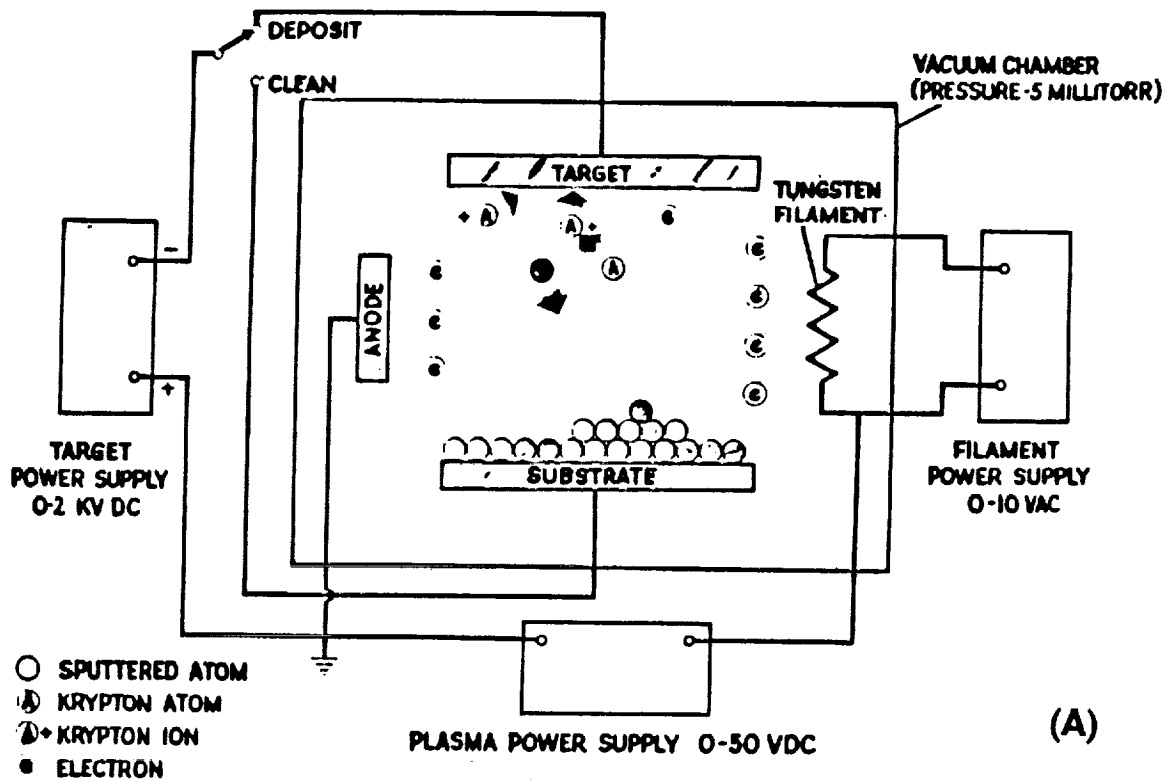 DEPOSIT
CLEAN
VACUUM CHAMBER
(PRESSURE-5 MILLITORR)
TARGET
TUNGSTEN
FILAMENT
+ A
A +
e
A
e
e
e
e
e
e
e
−
+
ANODE
SUBSTRATE
TARGET
POWER SUPPLY
0-2 KV DC
FILAMENT
POWER SUPPLY
0-10 VAC
SPUTTERED ATOM
A KRYPTON ATOM
A+ KRYPTON ION
e ELECTRON
PLASMA POWER SUPPLY 0-50 VDC
(A)